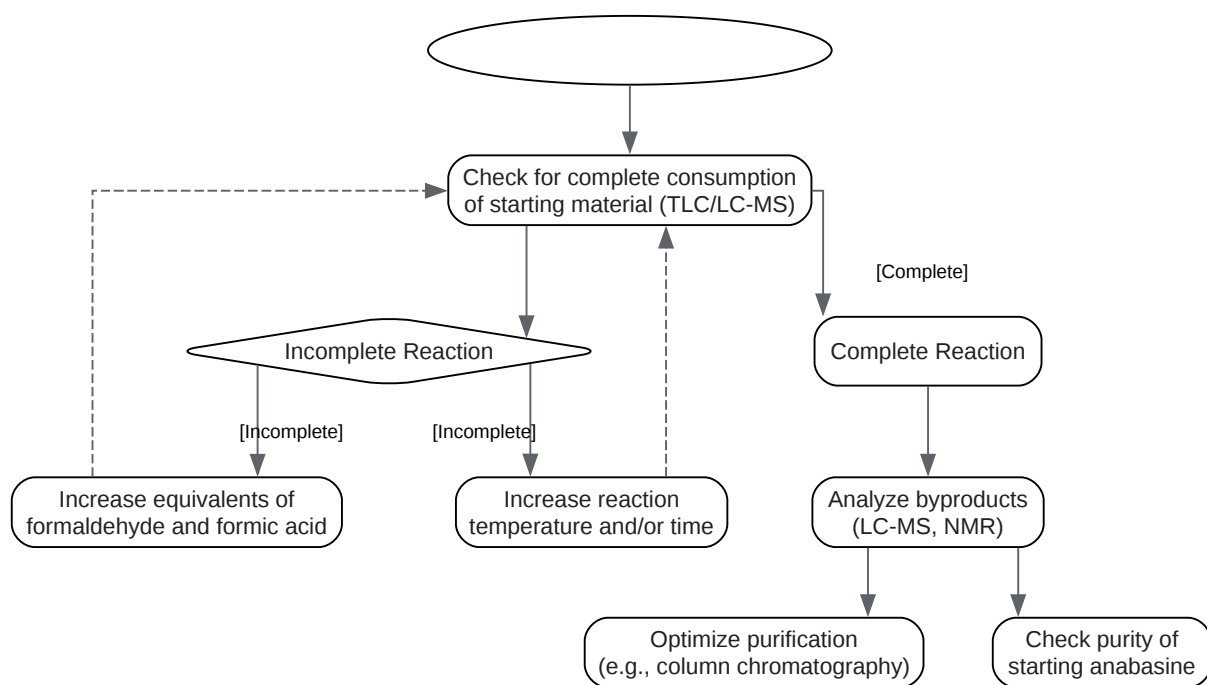 Check for complete consumption
of starting material (TLC/LC-MS)
[Complete]
Incomplete Reaction
Complete Reaction
[Incomplete]
[Incomplete]
Increase equivalents of
formaldehyde and formic acid
Increase reaction
temperature and/or time
Analyze byproducts
(LC-MS, NMR)
Optimize purification
(e.g., column chromatography)
Check purity of
starting anabasine